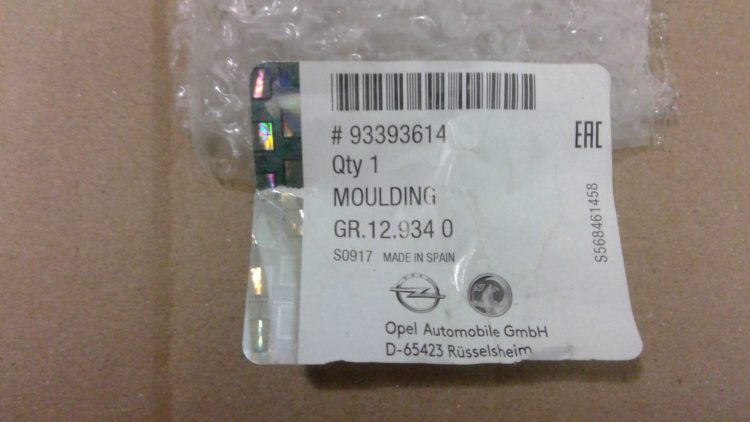 # 93393614
EAC
Qty 1
MOULDING
GR.12.934 0
S0917 MADE IN SPAIN
S568461458
OPEL
Opel Automobile GmbH
D-65423 Rüsselsheim